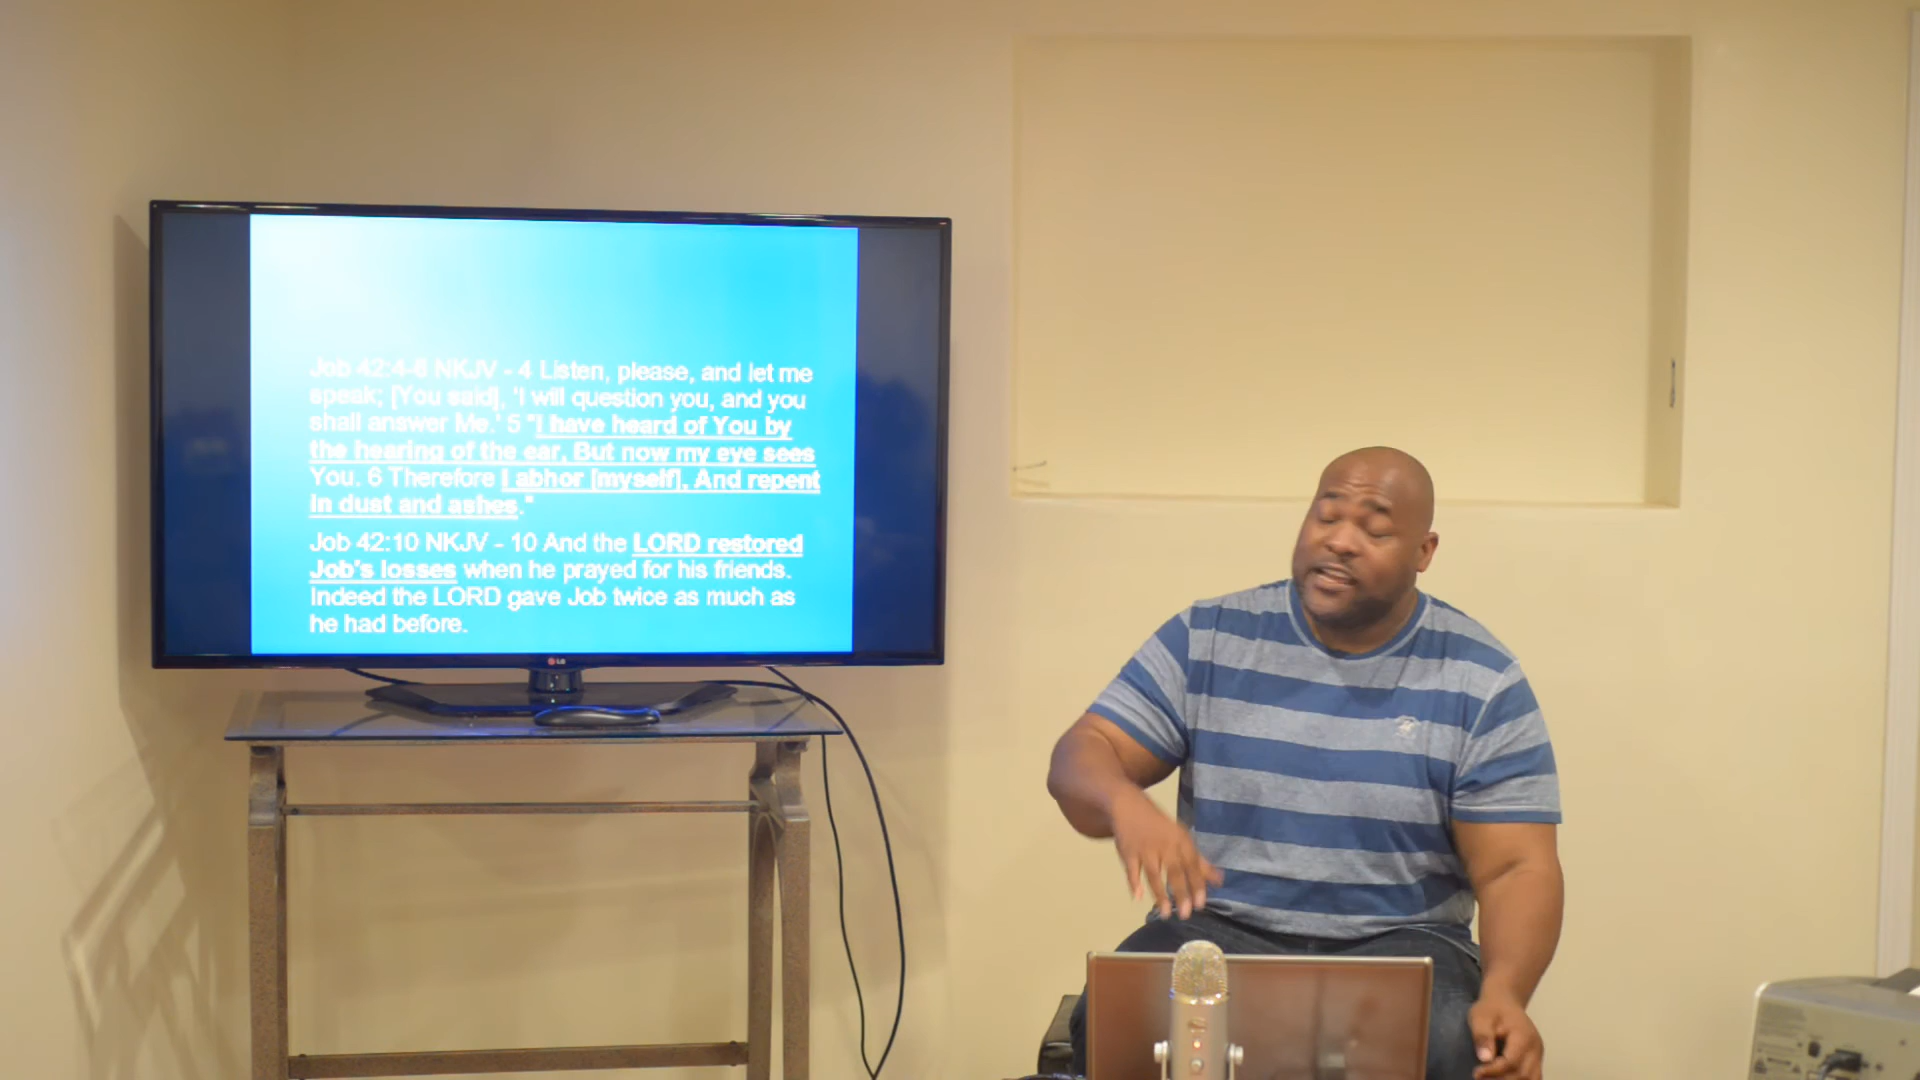 Job 42:4-6 NKJV - 4 Listen, please, and let me
speak; [You said], 'I will question you, and you
shall answer Me.' 5 "I have heard of You by
the hearing of the ear, But now my eye sees
You. 6 Therefore I abhor [myself], And repent
in dust and ashes."
Job 42:10 NKJV - 10 And the LORD restored
Job's losses when he prayed for his friends.
Indeed the LORD gave Job twice as much as
he had before.
LG